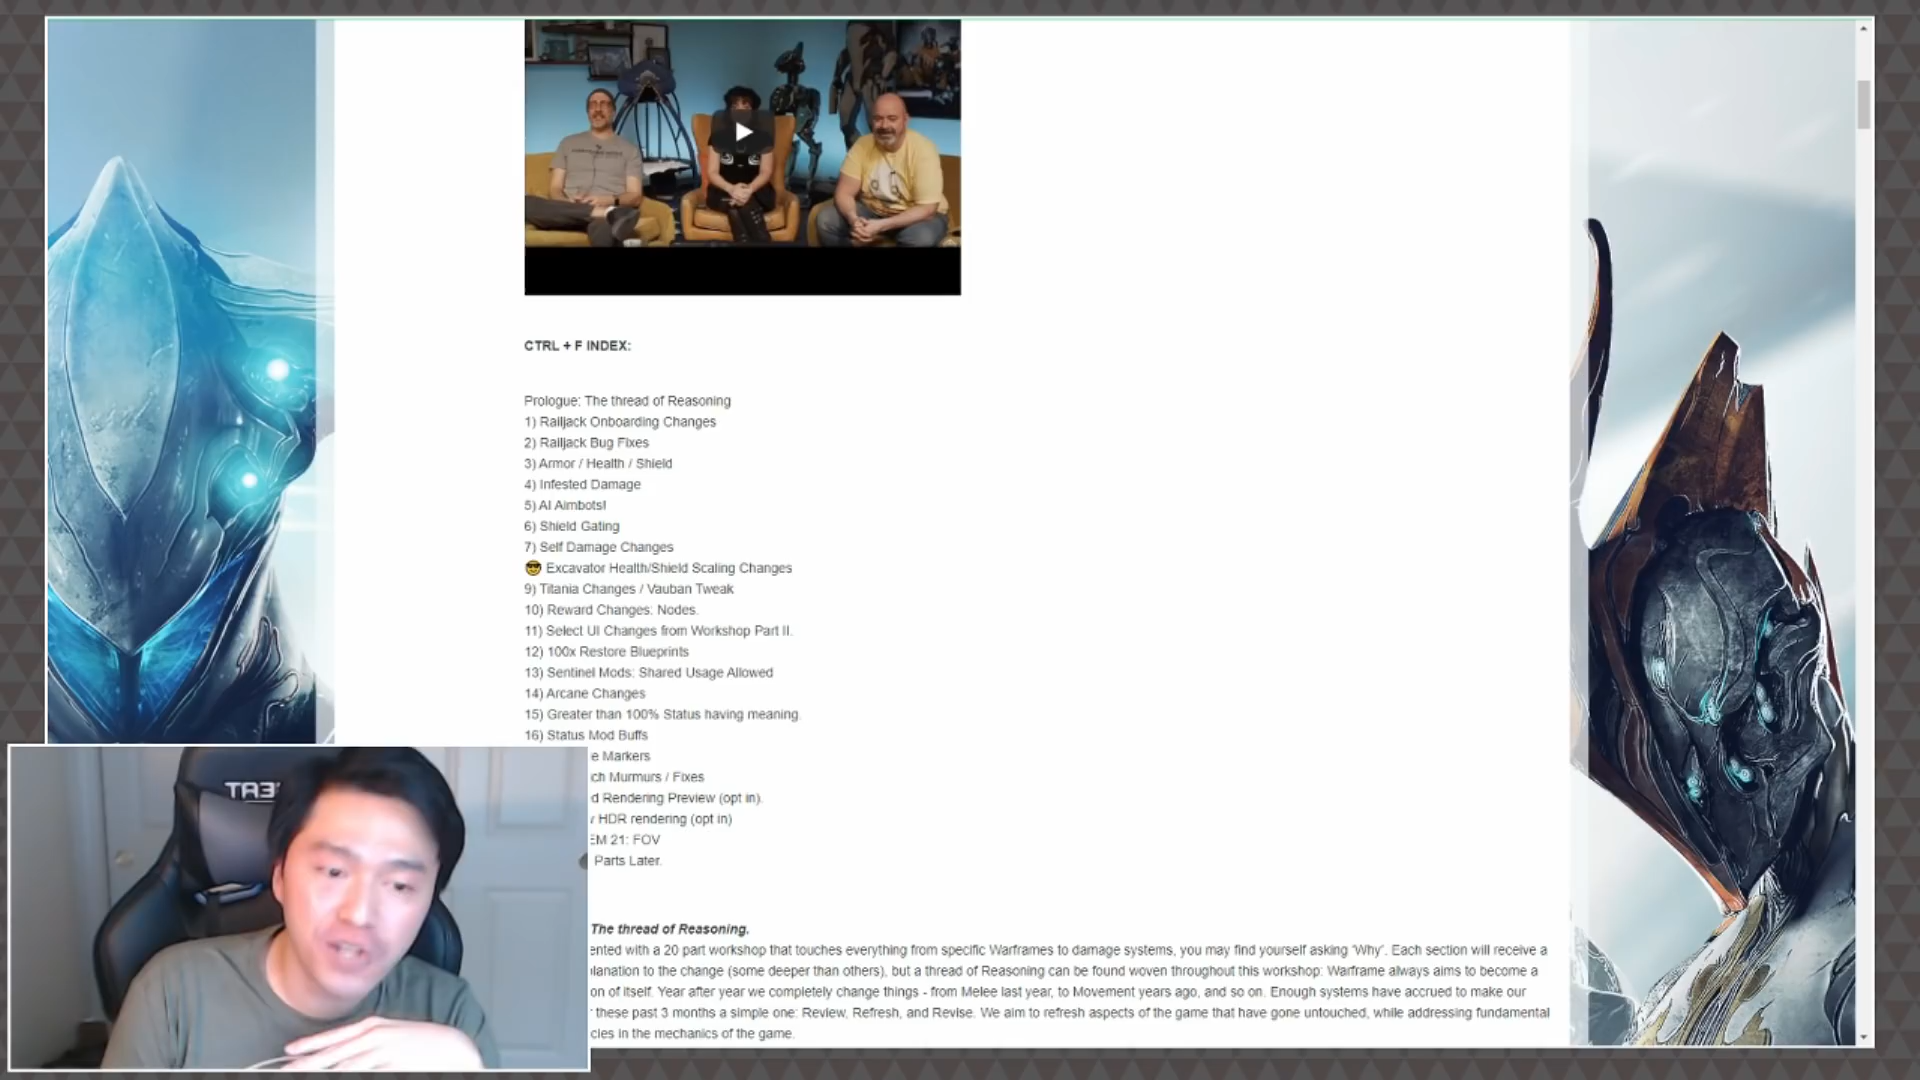 CTRL + F INDEX:
Prologue: The thread of Reasoning
1) Railjack Onboarding Changes
2) Railjack Bug Fixes
3) Armor / Health / Shield
4) Infested Damage
5) AI Aimbots!
6) Shield Gating
7) Self Damage Changes
😎 Excavator Health/Shield Scaling Changes
9) Titania Changes / Vauban Tweak
10) Reward Changes: Nodes.
11) Select UI Changes from Workshop Part II.
12) 100x Restore Blueprints
13) Sentinel Mods: Shared Usage Allowed
14) Arcane Changes
15) Greater than 100% Status having meaning.
16) Status Mod Buffs
e Markers
ch Murmurs / Fixes
d Rendering Preview (opt in).
HDR rendering (opt in)
EM 21: FOV
Parts Later.
The thread of Reasoning.
ented with a 20 part workshop that touches everything from specific Warframes to damage systems, you may find yourself asking 'Why'. Each section will receive a
lanation to the change (some deeper than others), but a thread of Reasoning can be found woven throughout this workshop: Warframe always aims to become a
on of itself. Year after year we completely change things - from Melee last year, to Movement years ago, and so on. Enough systems have accrued to make our
these past 3 months a simple one: Review, Refresh, and Revise. We aim to refresh aspects of the game that have gone untouched, while addressing fundamental
cies in the mechanics of the game.